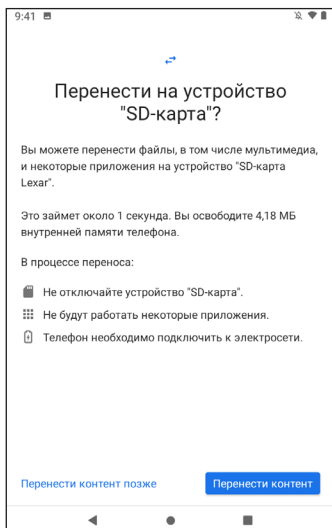 9:41
Перенести на устройство
"SD-карта"?
Вы можете перенести файлы, в том числе мультимедиа,
и некоторые приложения на устройство "SD-карта
Lexar".
Это займет около 1 секунда. Вы освободите 4,18 МБ
внутренней памяти телефона.
В процессе переноса:
Не отключайте устройство "SD-карта".
Не будут работать некоторые приложения.
Телефон необходимо подключить к электросети.
Перенести контент позже
Перенести контент